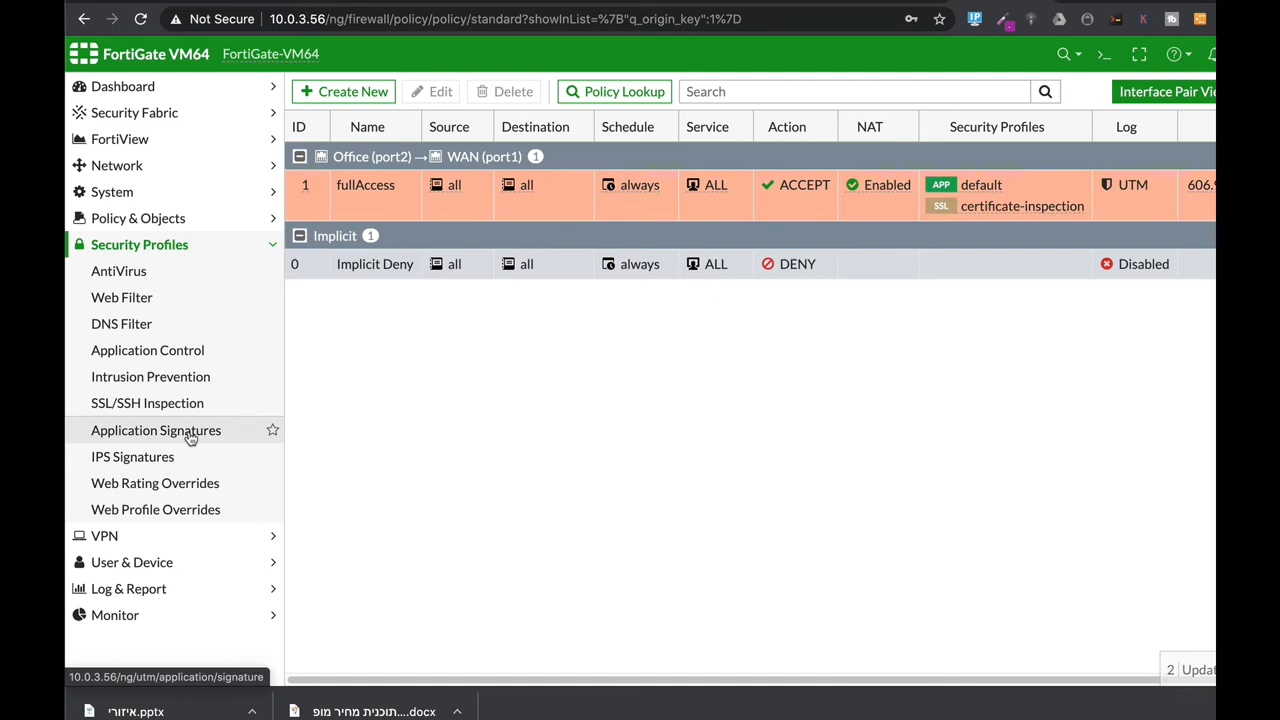 Not Secure 10.0.3.56/ng/firewall/policy/policy/standard?showInList=%7B"q_origin_key":1%7D
FortiGate VM64 FortiGate-VM64
Dashboard
Security Fabric
FortiView
Network
System
Policy & Objects
Security Profiles
AntiVirus
Web Filter
DNS Filter
Application Control
Intrusion Prevention
SSL/SSH Inspection
Application Signatures
IPS Signatures
Web Rating Overrides
Web Profile Overrides
VPN
User & Device
Log & Report
Monitor
+ Create New Edit Delete Policy Lookup Search Interface Pair Vie
ID Name Source Destination Schedule Service Action NAT Security Profiles Log
Office (port2) → WAN (port1) 1
1 fullAccess all all always ALL ACCEPT Enabled APP default UTM 606.
SSL certificate-inspection
Implicit 1
0 Implicit Deny all all always ALL DENY Disabled
2 Updat
10.0.3.56/ng/utm/application/signature
איזורי.pptx
תוכנית מחיר מופ....docx